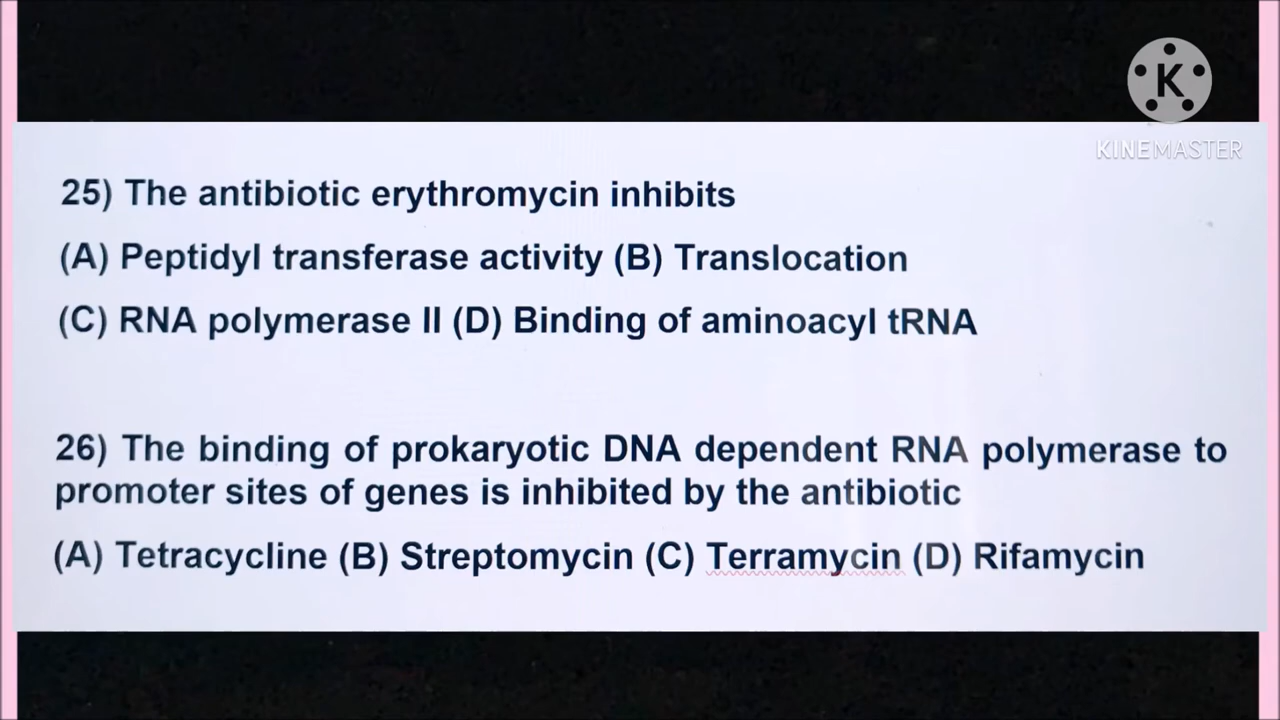 K
KINEMASTER
25) The antibiotic erythromycin inhibits
(A) Peptidyl transferase activity (B) Translocation
(C) RNA polymerase II (D) Binding of aminoacyl tRNA
26) The binding of prokaryotic DNA dependent RNA polymerase to
promoter sites of genes is inhibited by the antibiotic
(A) Tetracycline (B) Streptomycin (C) Terramycin (D) Rifamycin